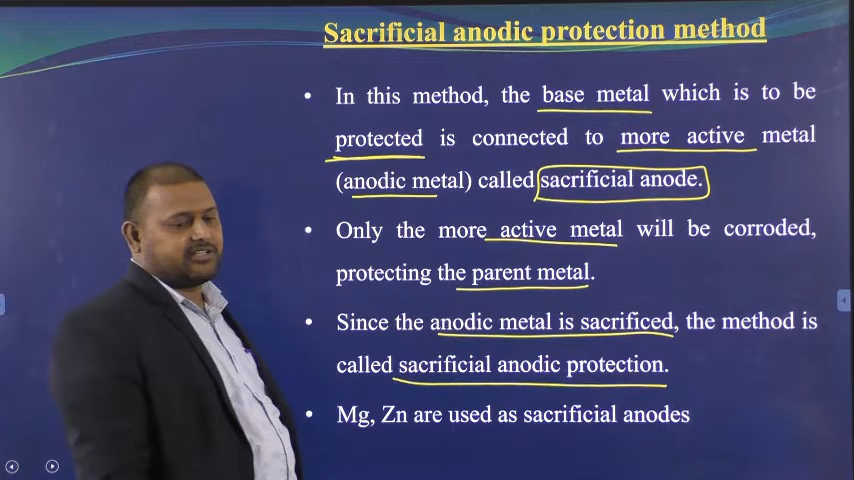 Sacrificial anodic protection method
• In this method, the base metal which is to be
protected is connected to more active metal
(anodic metal) called sacrificial anode.
• Only the more active metal will be corroded,
protecting the parent metal.
• Since the anodic metal is sacrificed, the method is
called sacrificial anodic protection.
• Mg, Zn are used as sacrificial anodes